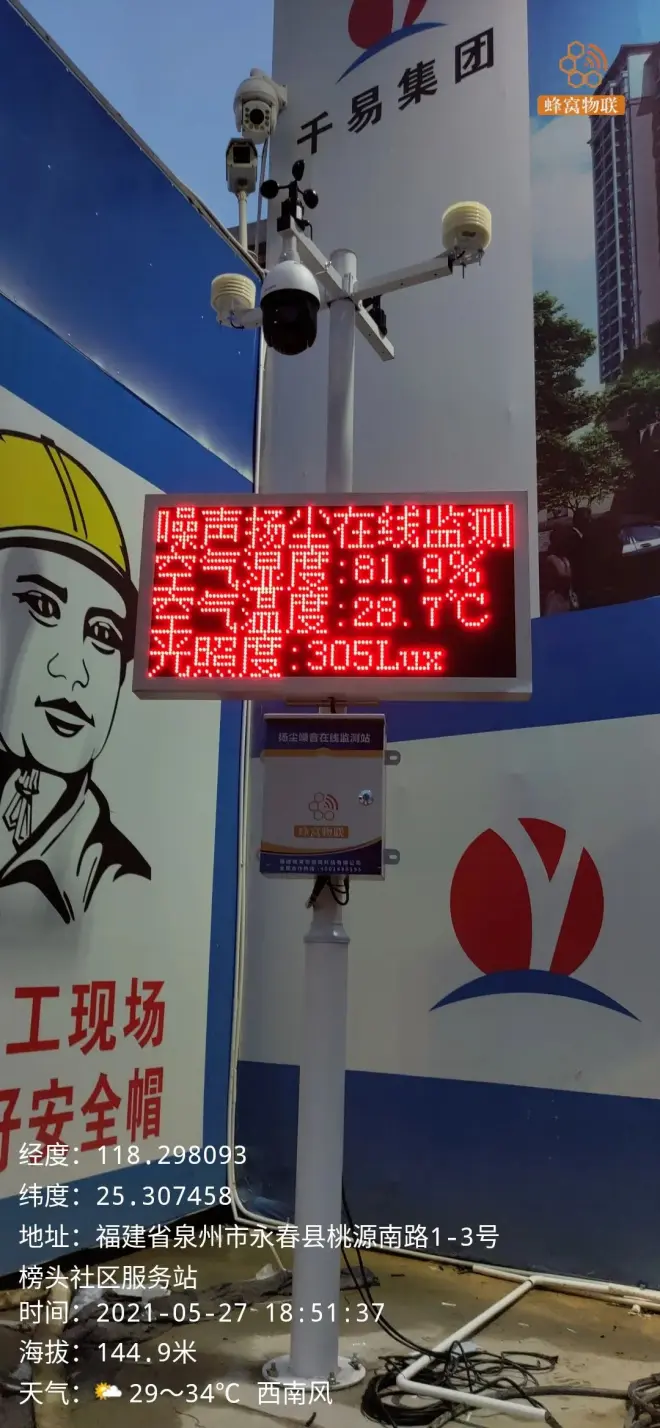 千易集团
蜂窝物联
噪声扬尘在线监测
空气湿度:81.9%
空气温度:28.7℃
光照度:305Lux
扬尘噪音在线监测站
蜂窝物联
工现场
好安全帽
经度：118.298093
纬度：25.307458
地址：福建省泉州市永春县桃源南路1-3号
榜头社区服务站
时间：2021-05-27 18:51:37
海拔：144.9米
天气：29～34℃ 西南风